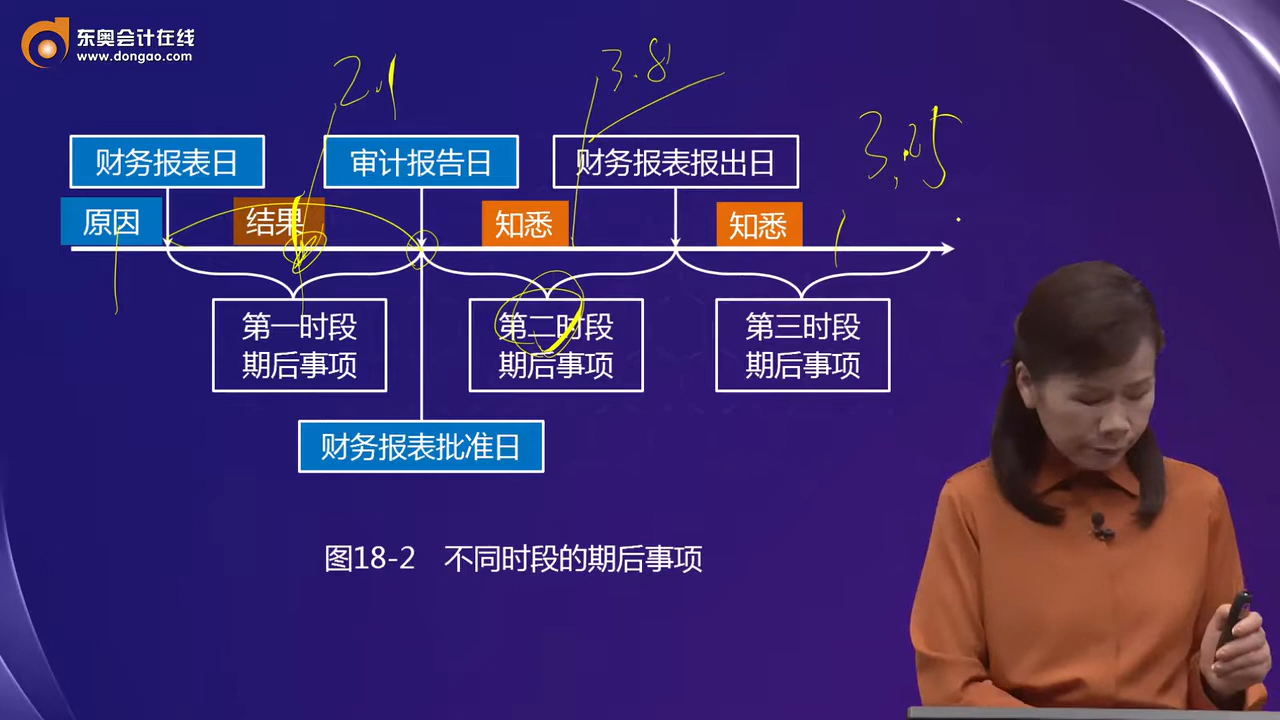 东奥会计在线
www.dongao.com
2.1
3.8
3.25
财务报表日
审计报告日
财务报表报出日
原因
结果
知悉
知悉
第一时段
期后事项
第二时段
期后事项
第三时段
期后事项
财务报表批准日
图18-2 不同时段的期后事项